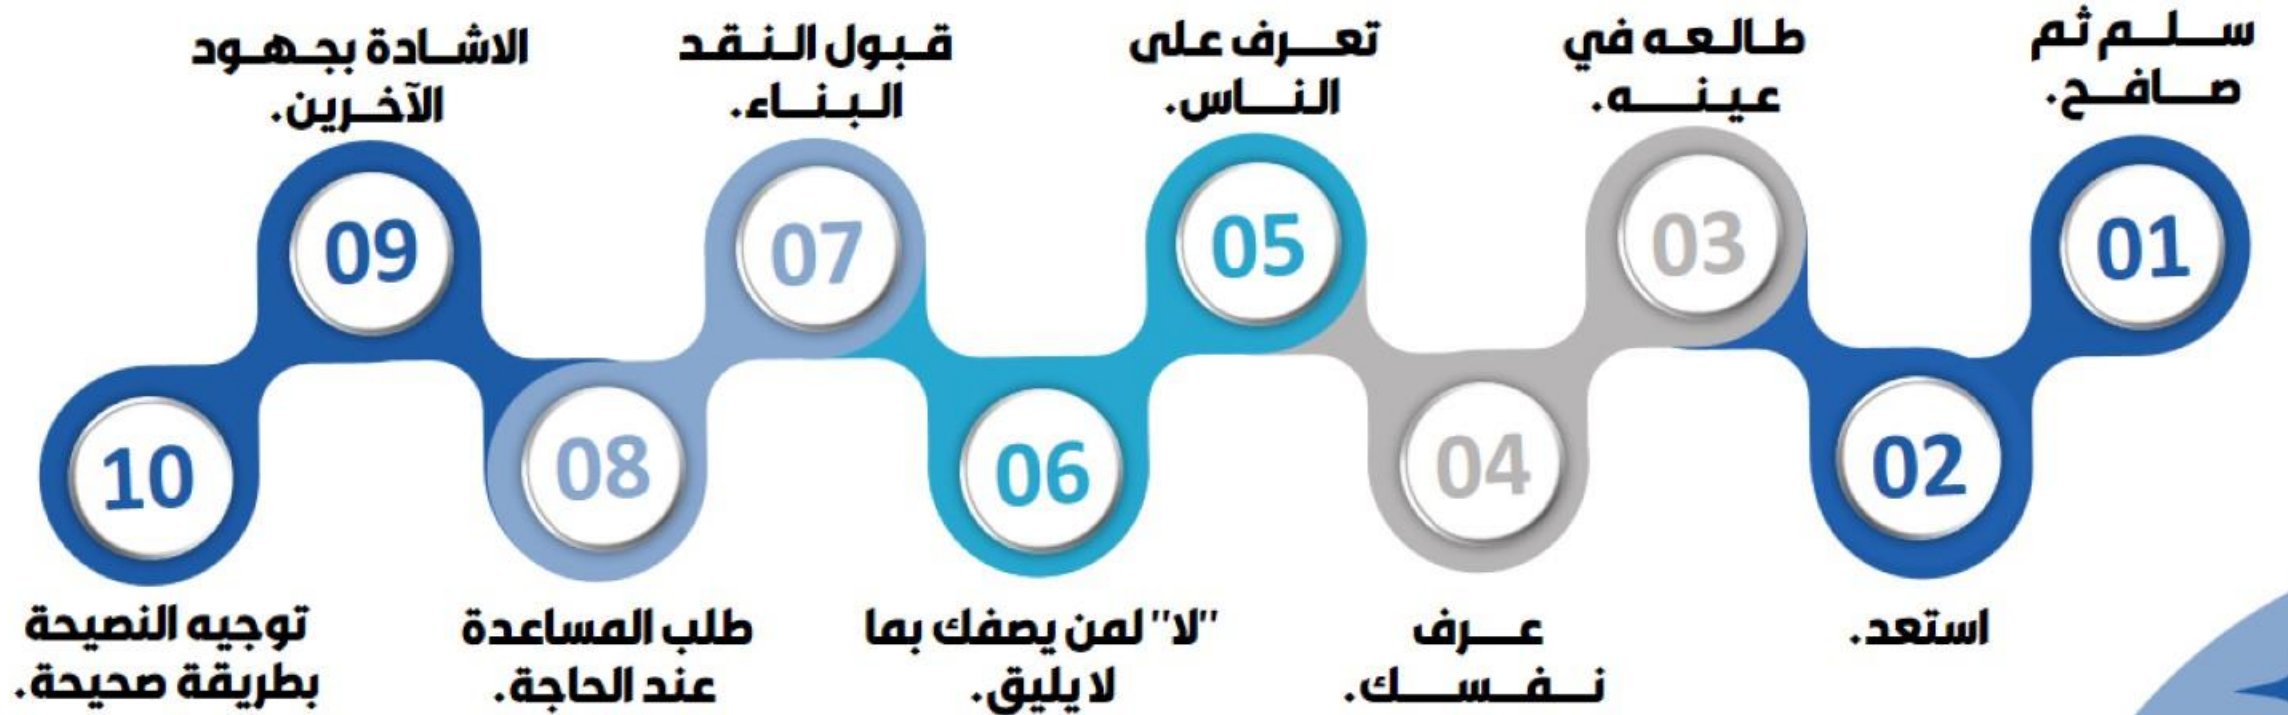 سلم ثم
صافح.
01
استعد.
02
طالعه في
عينه.
03
عرف
نفسك.
04
تعرف على
الناس.
05
"لا" لمن يصفك بما
لايليق.
06
قبول النقد
البناء.
07
طلب المساعدة
عند الحاجة.
08
الاشادة بجهود
الآخرين.
09
توجيه النصيحة
بطريقة صحيحة.
10